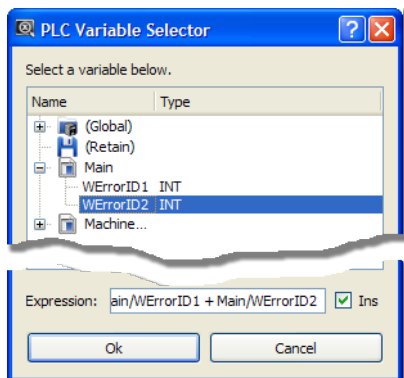 PLC Variable Selector
Select a variable below.
Name Type
(Global)
(Retain)
Main
WErrorID1 INT
WErrorID2 INT
Machine...
Expression: ain/WErrorID1 + Main/WErrorID2 Ins
Ok Cancel